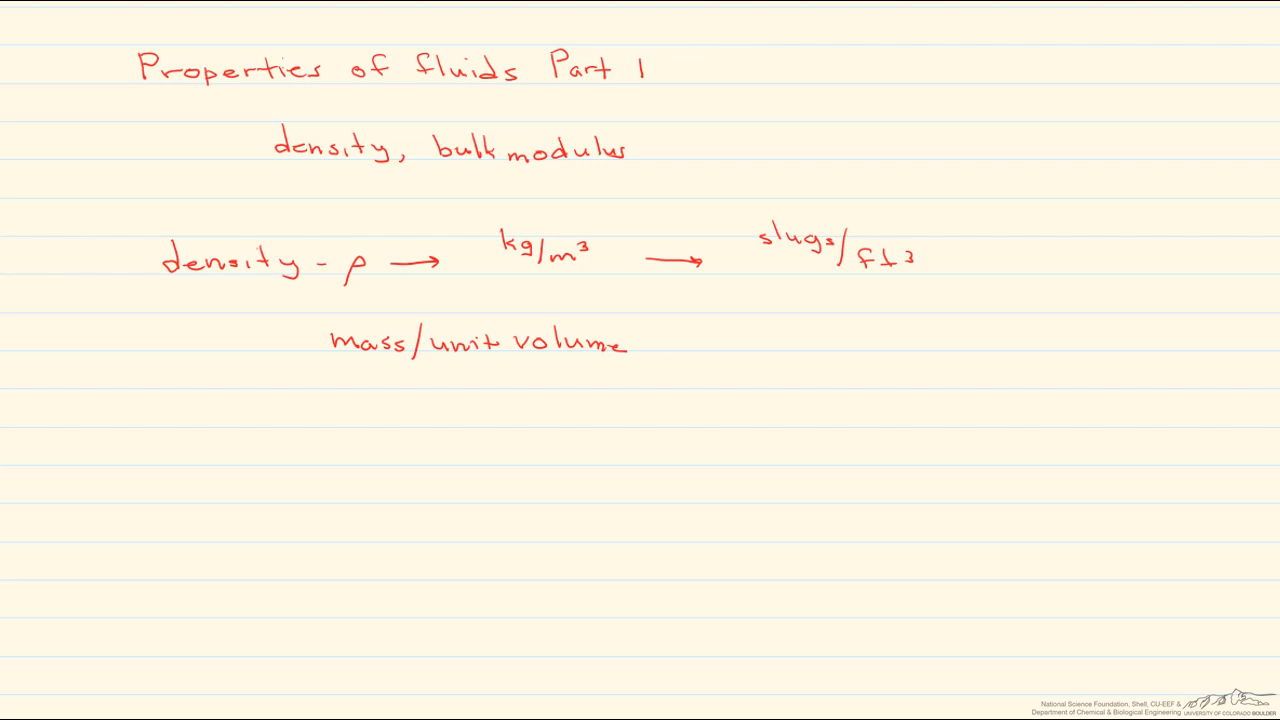 Properties of fluids Part 1
density, bulk modulus
density - ρ → kg/m³ → slugs/ft³
mass/unit volume
National Science Foundation, Shell, CU-EEF &
Department of Chemical & Biological Engineering UNIVERSITY OF COLORADO BOULDER